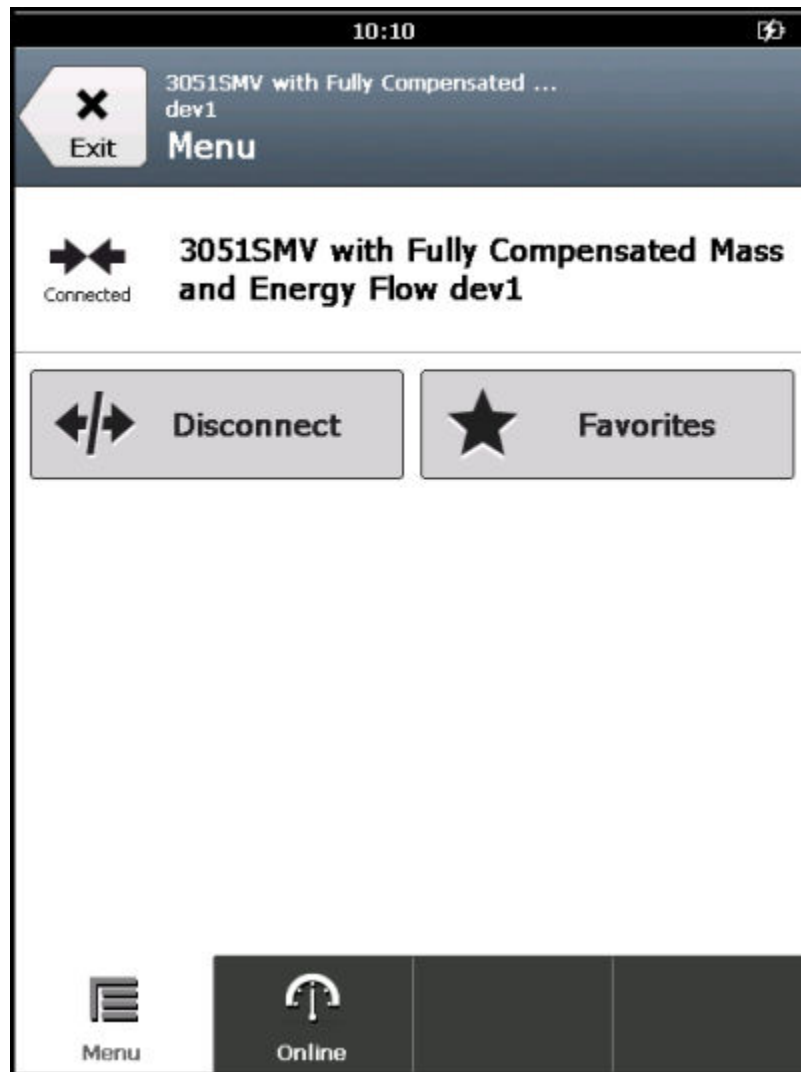 10:10
3051SMV with Fully Compensated ...
dev1
Exit
Menu
Connected
3051SMV with Fully Compensated Mass
and Energy Flow dev1
Disconnect
Favorites
Menu
Online